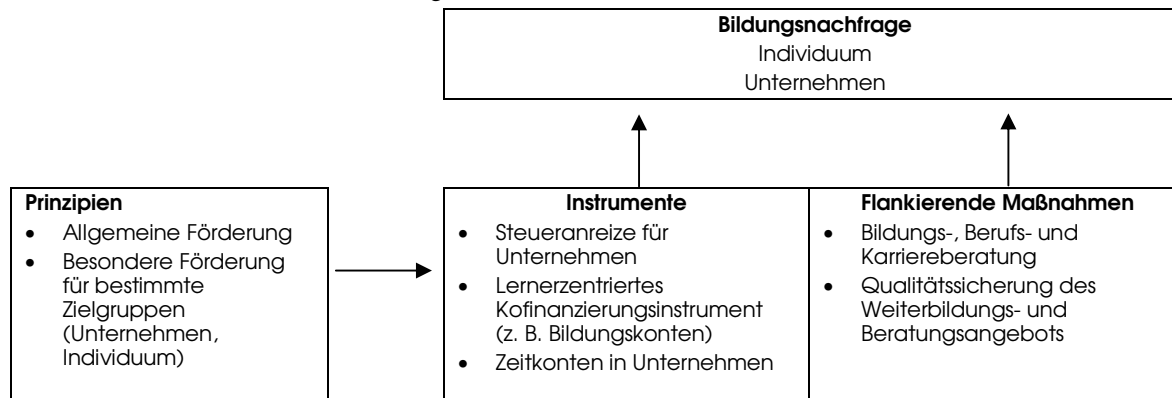 Bildungsnachfrage
Individuum
Unternehmen
Prinzipien
• Allgemeine Förderung
• Besondere Förderung
für bestimmte
Zielgruppen
(Unternehmen,
Individuum)
Instrumente
• Steueranreize für
Unternehmen
• Lernerzentriertes
Kofinanzierungsinstrument
(z. B. Bildungskonten)
• Zeitkonten in Unternehmen
Flankierende Maßnahmen
• Bildungs-, Berufs- und
Karriereberatung
• Qualitätssicherung des
Weiterbildungs- und
Beratungsangebots